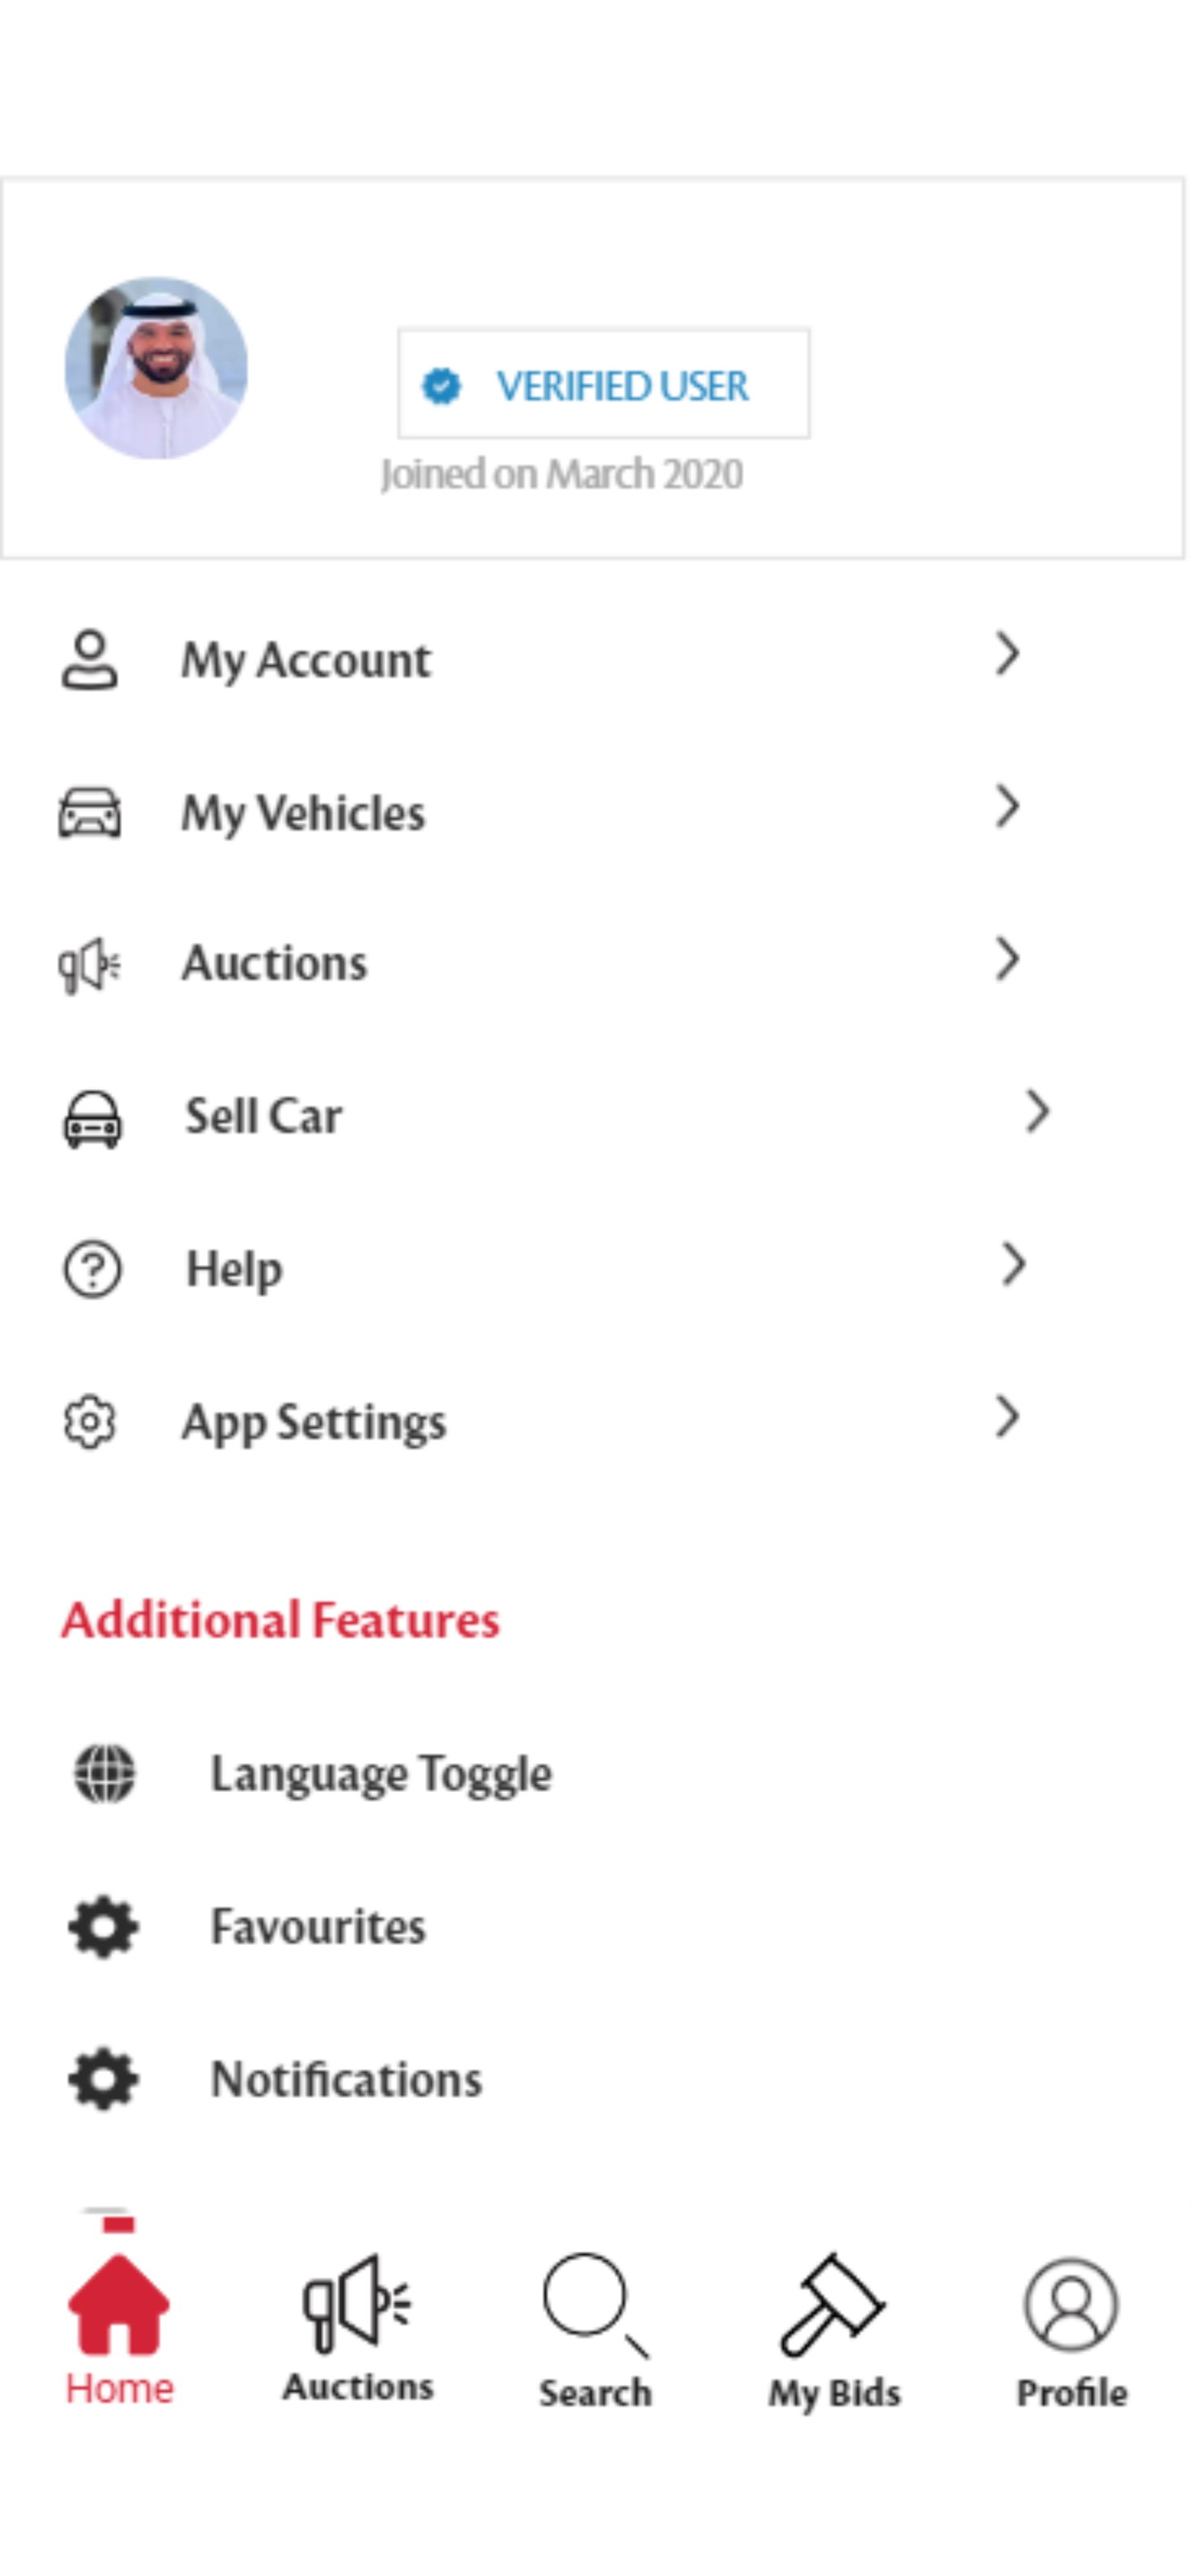 VERIFIED USER
Joined on March 2020
My Account
My Vehicles
Auctions
Sell Car
Help
App Settings
Additional Features
Language Toggle
Favourites
Notifications
Home
Auctions
Search
My Bids
Profile